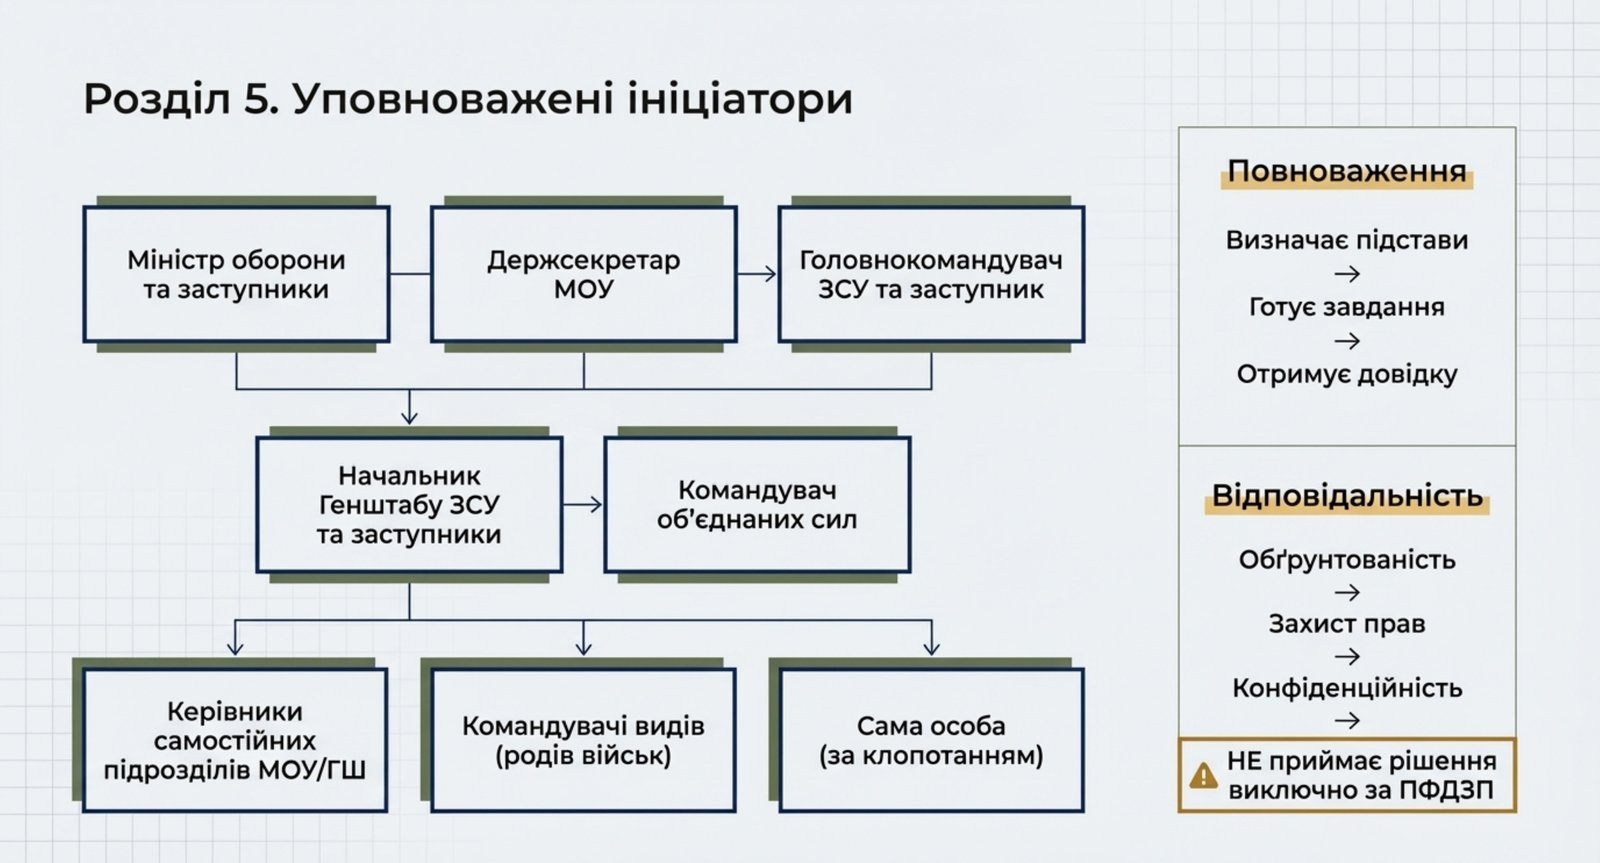 Розділ 5. Уповноважені ініціатори
Міністр оборони
та заступники
Держсекретар
МОУ
Головнокомандувач
ЗСУ та заступник
Начальник
Генштабу ЗСУ
та заступники
Командувач
об’єднаних сил
Керівники
самостійних
підрозділів МОУ/ГШ
Командувачі видів
(родів військ)
Сама особа
(за клопотанням)
Повноваження
Визначає підстави
→
Готує завдання
→
Отримує довідку
Відповідальність
Обґрунтованість
→
Захист прав
→
Конфіденційність
→
НЕ приймає рішення
виключно за ПФДЗП